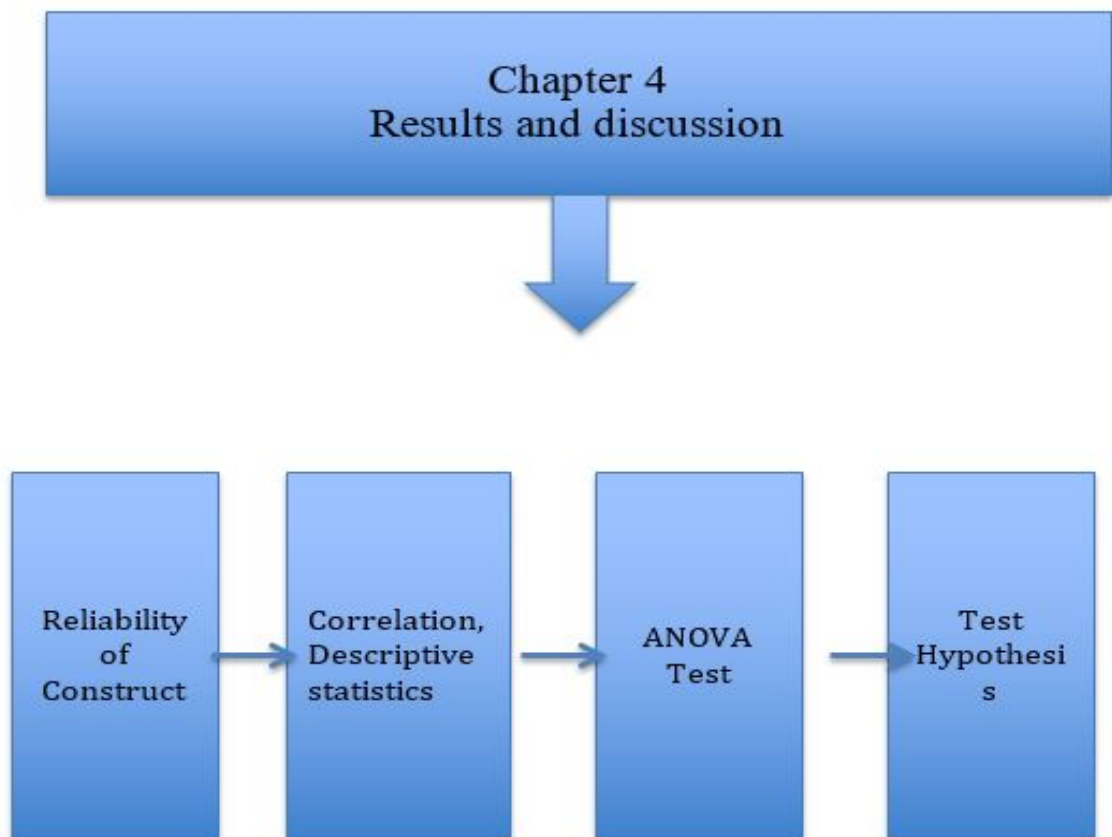 Chapter 4
Results and discussion
Reliability
of
Construct
Correlation,
Descriptive
statistics
ANOVA
Test
Test
Hypothesi
s